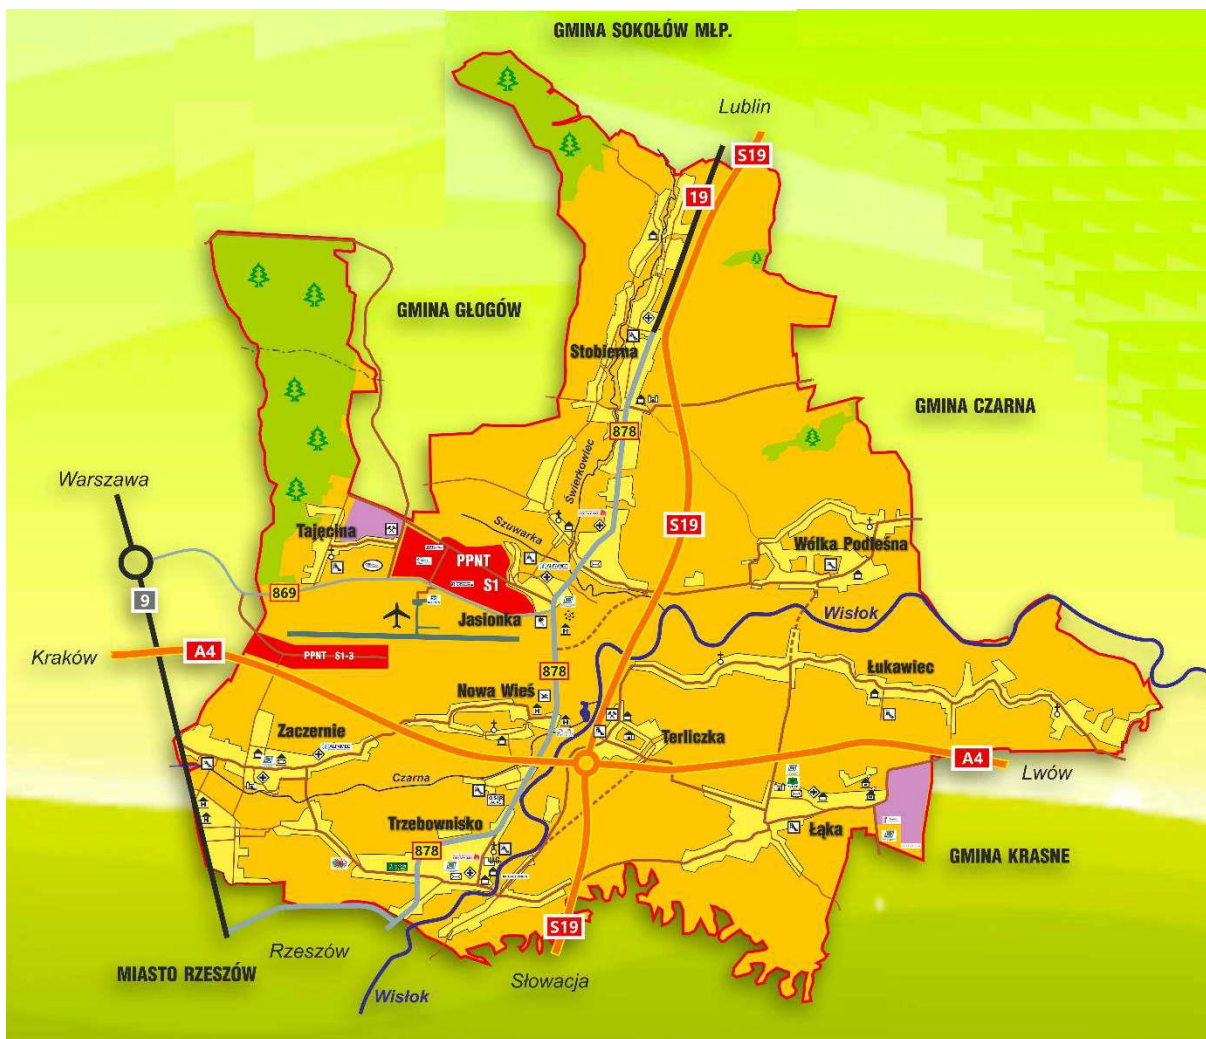 GMINA SOKOŁÓW MŁP.
Lublin
S19
19
GMINA GŁOGÓW
Stobierna
GMINA CZARNA
878
Świerkowiec
Warszawa
Szuwarka
Tajęcina
S19
Wólka Podleśna
PPNT
S1
869
9
Jasionka
Wisłok
Kraków
A4
PPNT S1-3
878
Łukawiec
Nowa Wieś
Zaczernie
Terliczka
A4
Lwów
Czarna
Trzebownisko
Łąka
878
GMINA KRASNE
S19
Rzeszów
MIASTO RZESZÓW
Słowacja
Wisłok